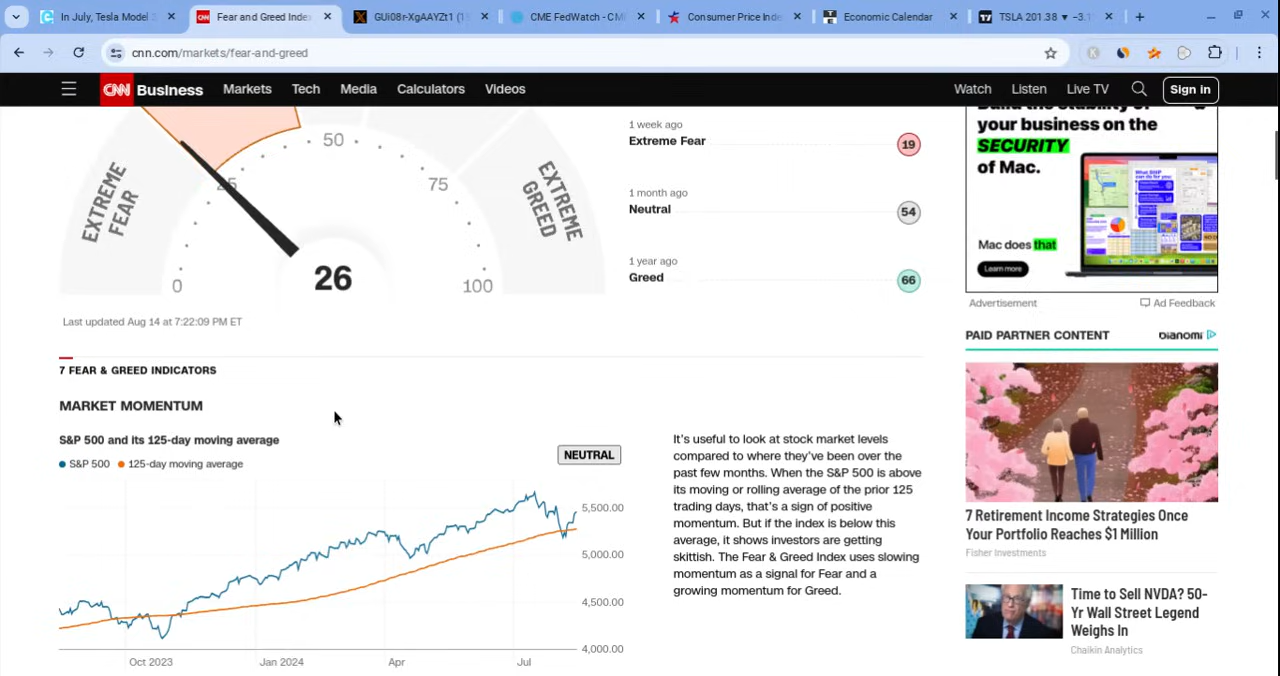 In July, Tesla Model
Fear and Greed Index
GUi08r-XgAAYZt1 (1
CME FedWatch - CM
Consumer Price Ind
Economic Calendar
TSLA 201.38 ▼ −3.1
cnn.com/markets/fear-and-greed
CNN Business
Markets
Tech
Media
Calculators
Videos
Watch
Listen
Live TV
Sign in
EXTREME FEAR
0
25
50
75
100
EXTREME GREED
26
Last updated Aug 14 at 7:22:09 PM ET
1 week ago
Extreme Fear
19
1 month ago
Neutral
54
1 year ago
Greed
66
Build the stability of
your business on the
SECURITY
of Mac.
Mac does that
Learn more
Advertisement
Ad Feedback
PAID PARTNER CONTENT
DIANOMI
7 Retirement Income Strategies Once
Your Portfolio Reaches $1 Million
Fisher Investments
Time to Sell NVDA? 50-
Yr Wall Street Legend
Weighs In
Chaikin Analytics
7 FEAR & GREED INDICATORS
MARKET MOMENTUM
S&P 500 and its 125-day moving average
S&P 500
125-day moving average
NEUTRAL
5,500.00
5,000.00
4,500.00
4,000.00
Oct 2023
Jan 2024
Apr
Jul
It's useful to look at stock market levels
compared to where they've been over the
past few months. When the S&P 500 is above
its moving or rolling average of the prior 125
trading days, that's a sign of positive
momentum. But if the index is below this
average, it shows investors are getting
skittish. The Fear & Greed Index uses slowing
momentum as a signal for Fear and a
growing momentum for Greed.